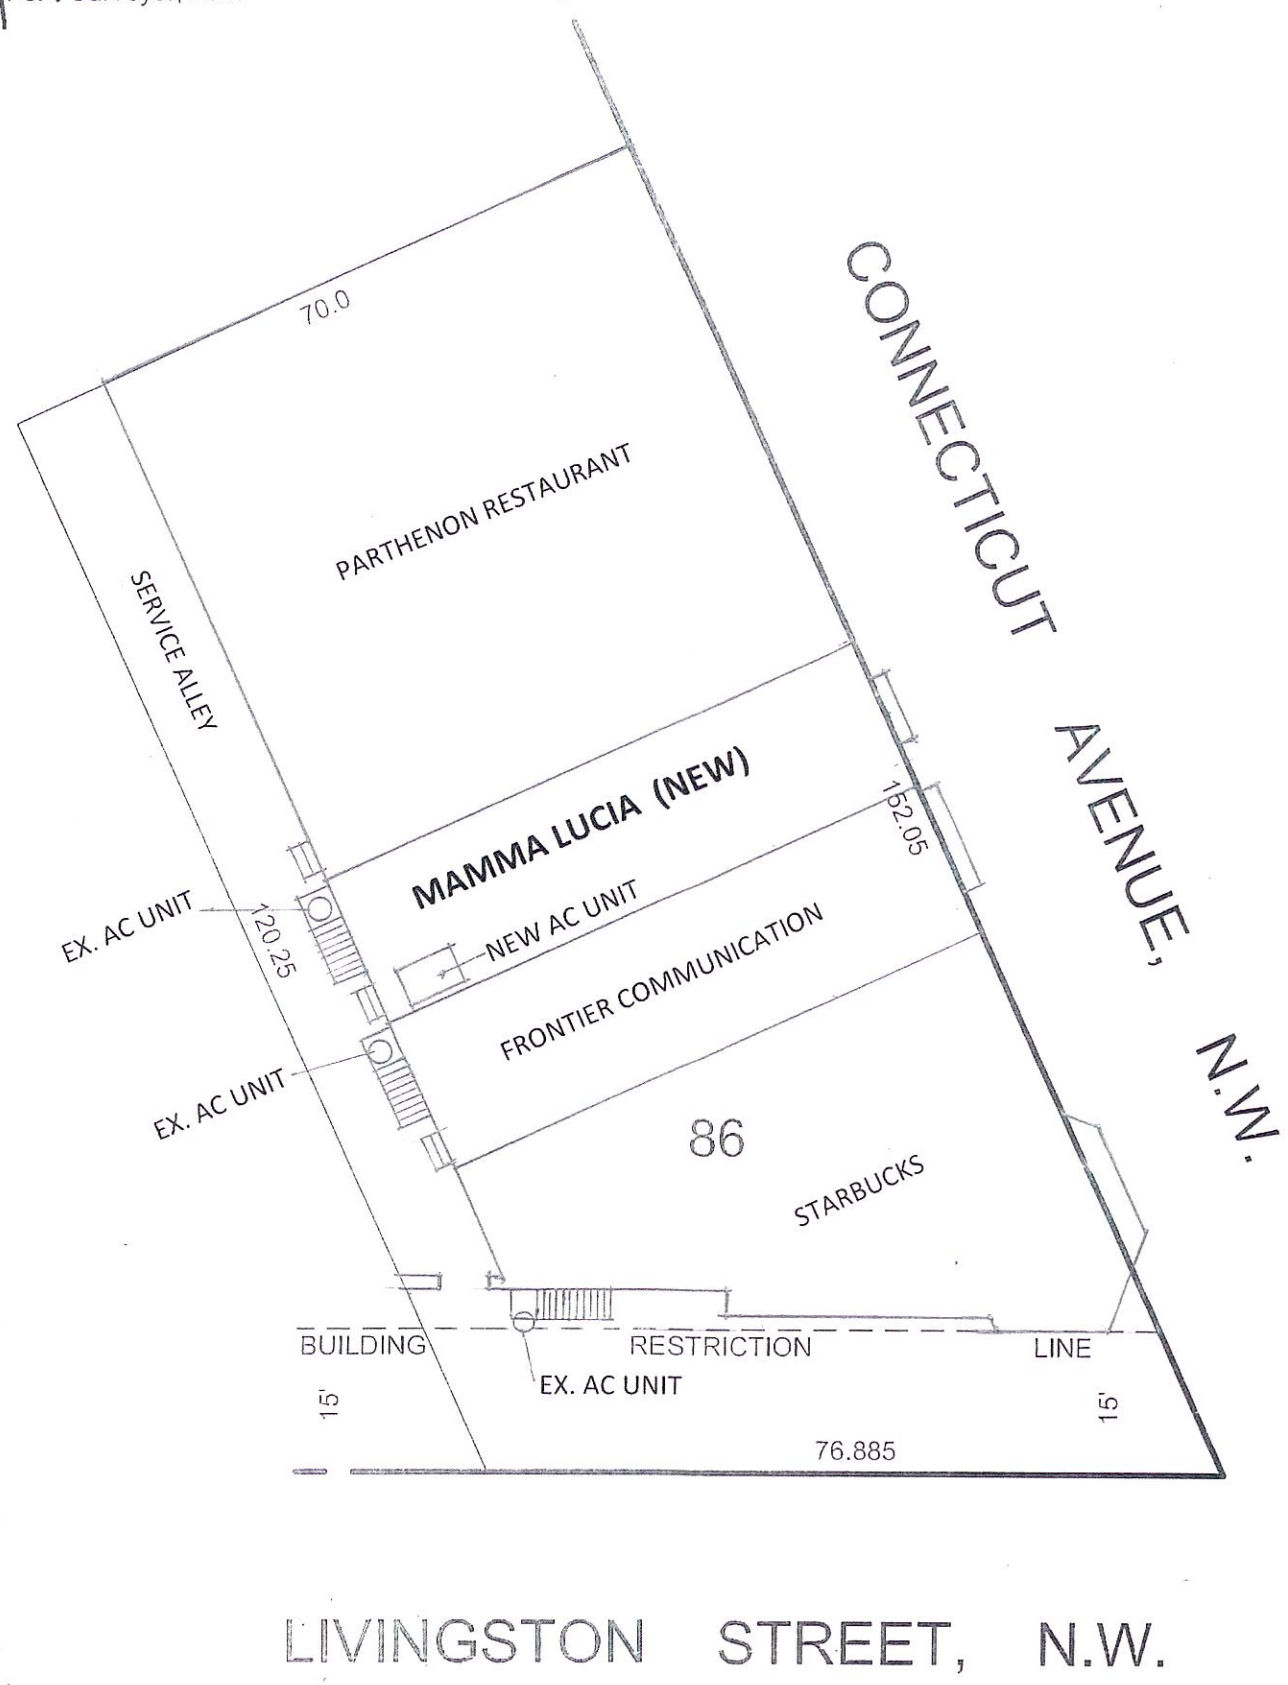 70.0
CONNECTICUT AVENUE, N.W.
PARTHENON RESTAURANT
SERVICE ALLEY
MAMMA LUCIA (NEW)
152.05
EX. AC UNIT
120.25
NEW AC UNIT
FRONTIER COMMUNICATION
EX. AC UNIT
86
STARBUCKS
BUILDING RESTRICTION LINE
EX. AC UNIT
15'
15'
76.885
LIVINGSTON STREET, N.W.